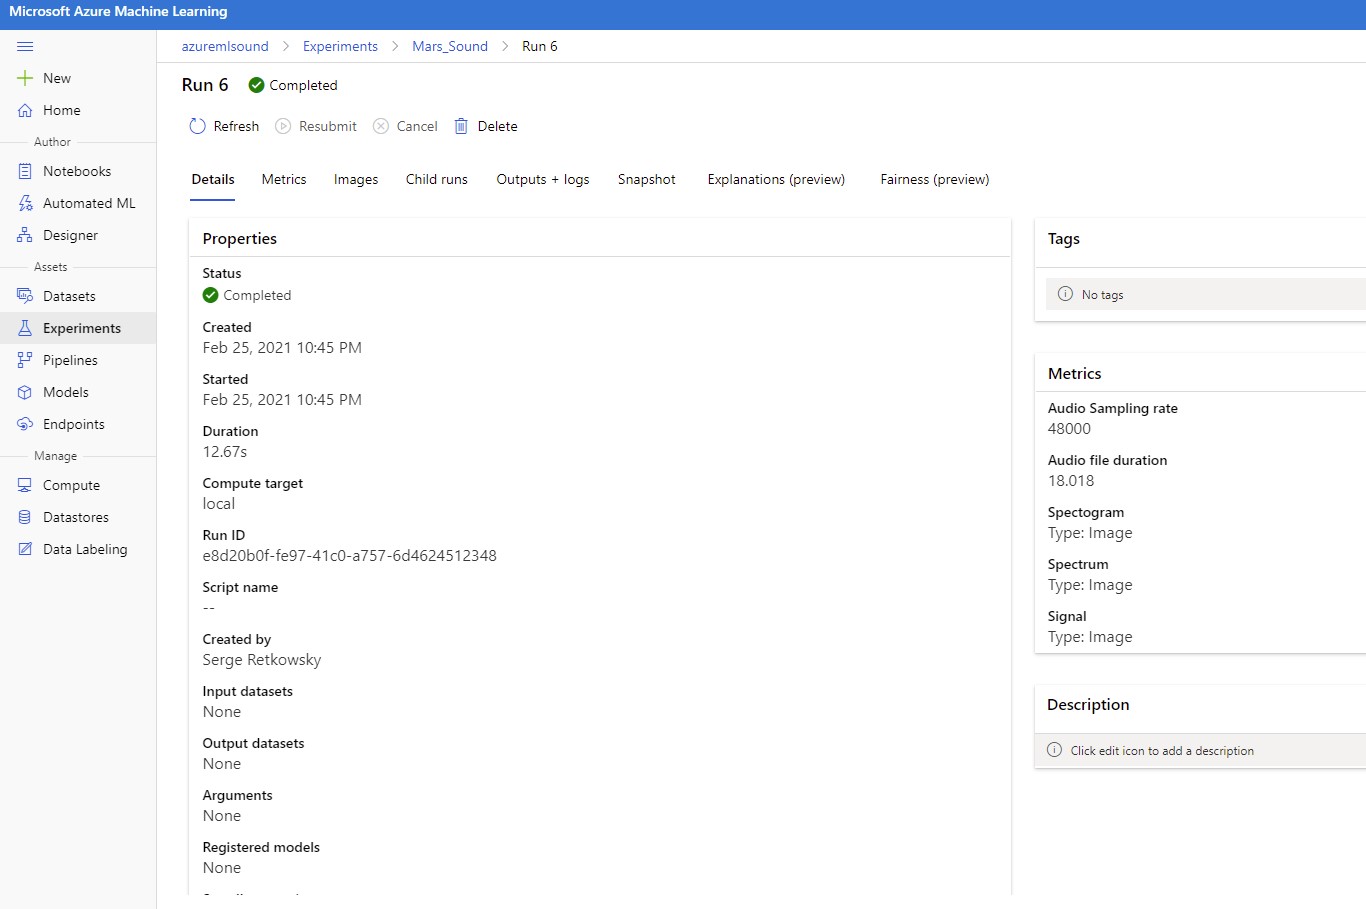 Microsoft Azure Machine Learning
azuremlsound > Experiments > Mars_Sound > Run 6
New
Home
Author
Notebooks
Automated ML
Designer
Assets
Datasets
Experiments
Pipelines
Models
Endpoints
Manage
Compute
Datastores
Data Labeling
Run 6 Completed
Refresh Resubmit Cancel Delete
Details Metrics Images Child runs Outputs + logs Snapshot Explanations (preview) Fairness (preview)
Properties
Status
Completed
Created
Feb 25, 2021 10:45 PM
Started
Feb 25, 2021 10:45 PM
Duration
12.67s
Compute target
local
Run ID
e8d20b0f-fe97-41c0-a757-6d4624512348
Script name
--
Created by
Serge Retkowsky
Input datasets
None
Output datasets
None
Arguments
None
Registered models
None
Tags
No tags
Metrics
Audio Sampling rate
48000
Audio file duration
18.018
Spectogram
Type: Image
Spectrum
Type: Image
Signal
Type: Image
Description
Click edit icon to add a description